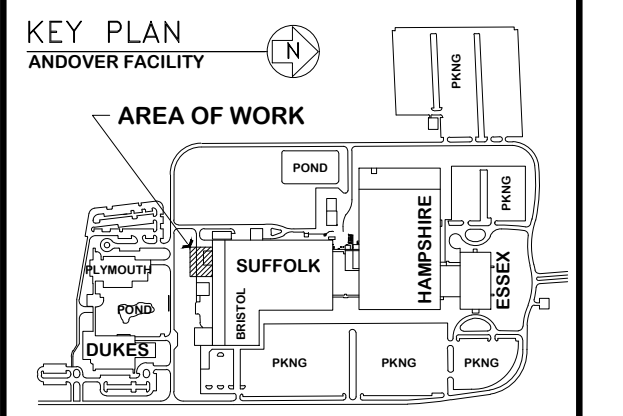 KEY PLAN
ANDOVER FACILITY
N
AREA OF WORK
PKNG
POND
PKNG
HAMPSHIRE
ESSEX
SUFFOLK
BRISTOL
PLYMOUTH
POND
DUKES
PKNG
PKNG
PKNG